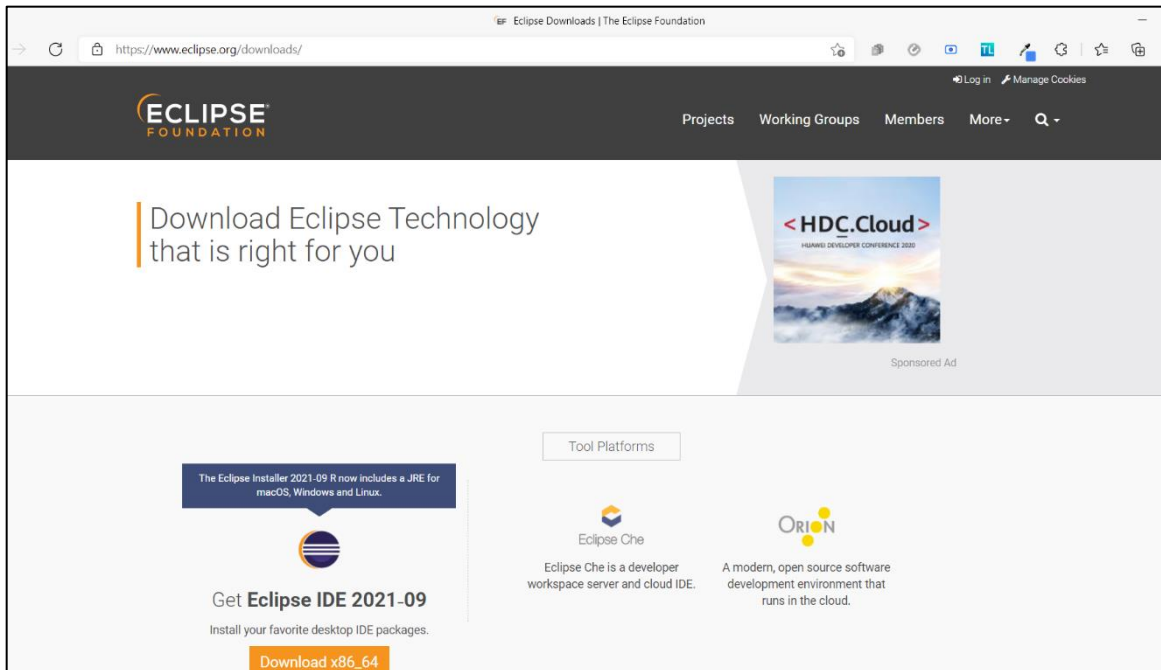 Eclipse Downloads | The Eclipse Foundation
https://www.eclipse.org/downloads/
TL
Log in Manage Cookies
ECLIPSE
FOUNDATION
Projects Working Groups Members More
Download Eclipse Technology
that is right for you
<HDC.Cloud>
HUAWEI DEVELOPER CONFERENCE 2020
Sponsored Ad
Tool Platforms
The Eclipse Installer 2021-09 R now includes a JRE for
macOS, Windows and Linux.
Get Eclipse IDE 2021-09
Install your favorite desktop IDE packages.
Download x86_64
Eclipse Che
Eclipse Che is a developer
workspace server and cloud IDE.
ORION
A modern, open source software
development environment that
runs in the cloud.